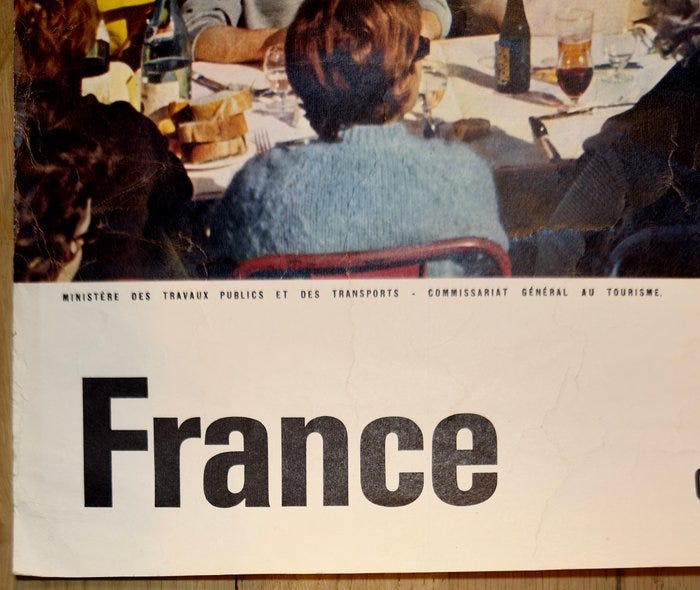 MINISTÈRE DES TRAVAUX PUBLICS ET DES TRANSPORTS - COMMISSARIAT GÉNÉRAL AU TOURISME.
France